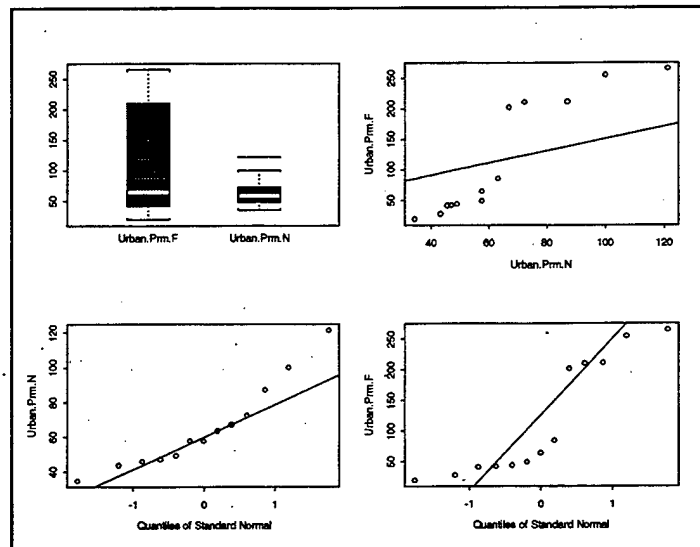 Urban.Prm.F
50 100 150 200 250
Urban.Prm.F Urban.Prm.N
Urban.Prm.F
50 100 150 200 250
40 60 80 100 120
Urban.Prm.N
Urban.Prm.N
40 60 80 100 120
-1 0 1
Quantiles of Standard Normal
Urban.Prm.F
50 100 150 200 250
-1 0 1
Quantiles of Standard Normal